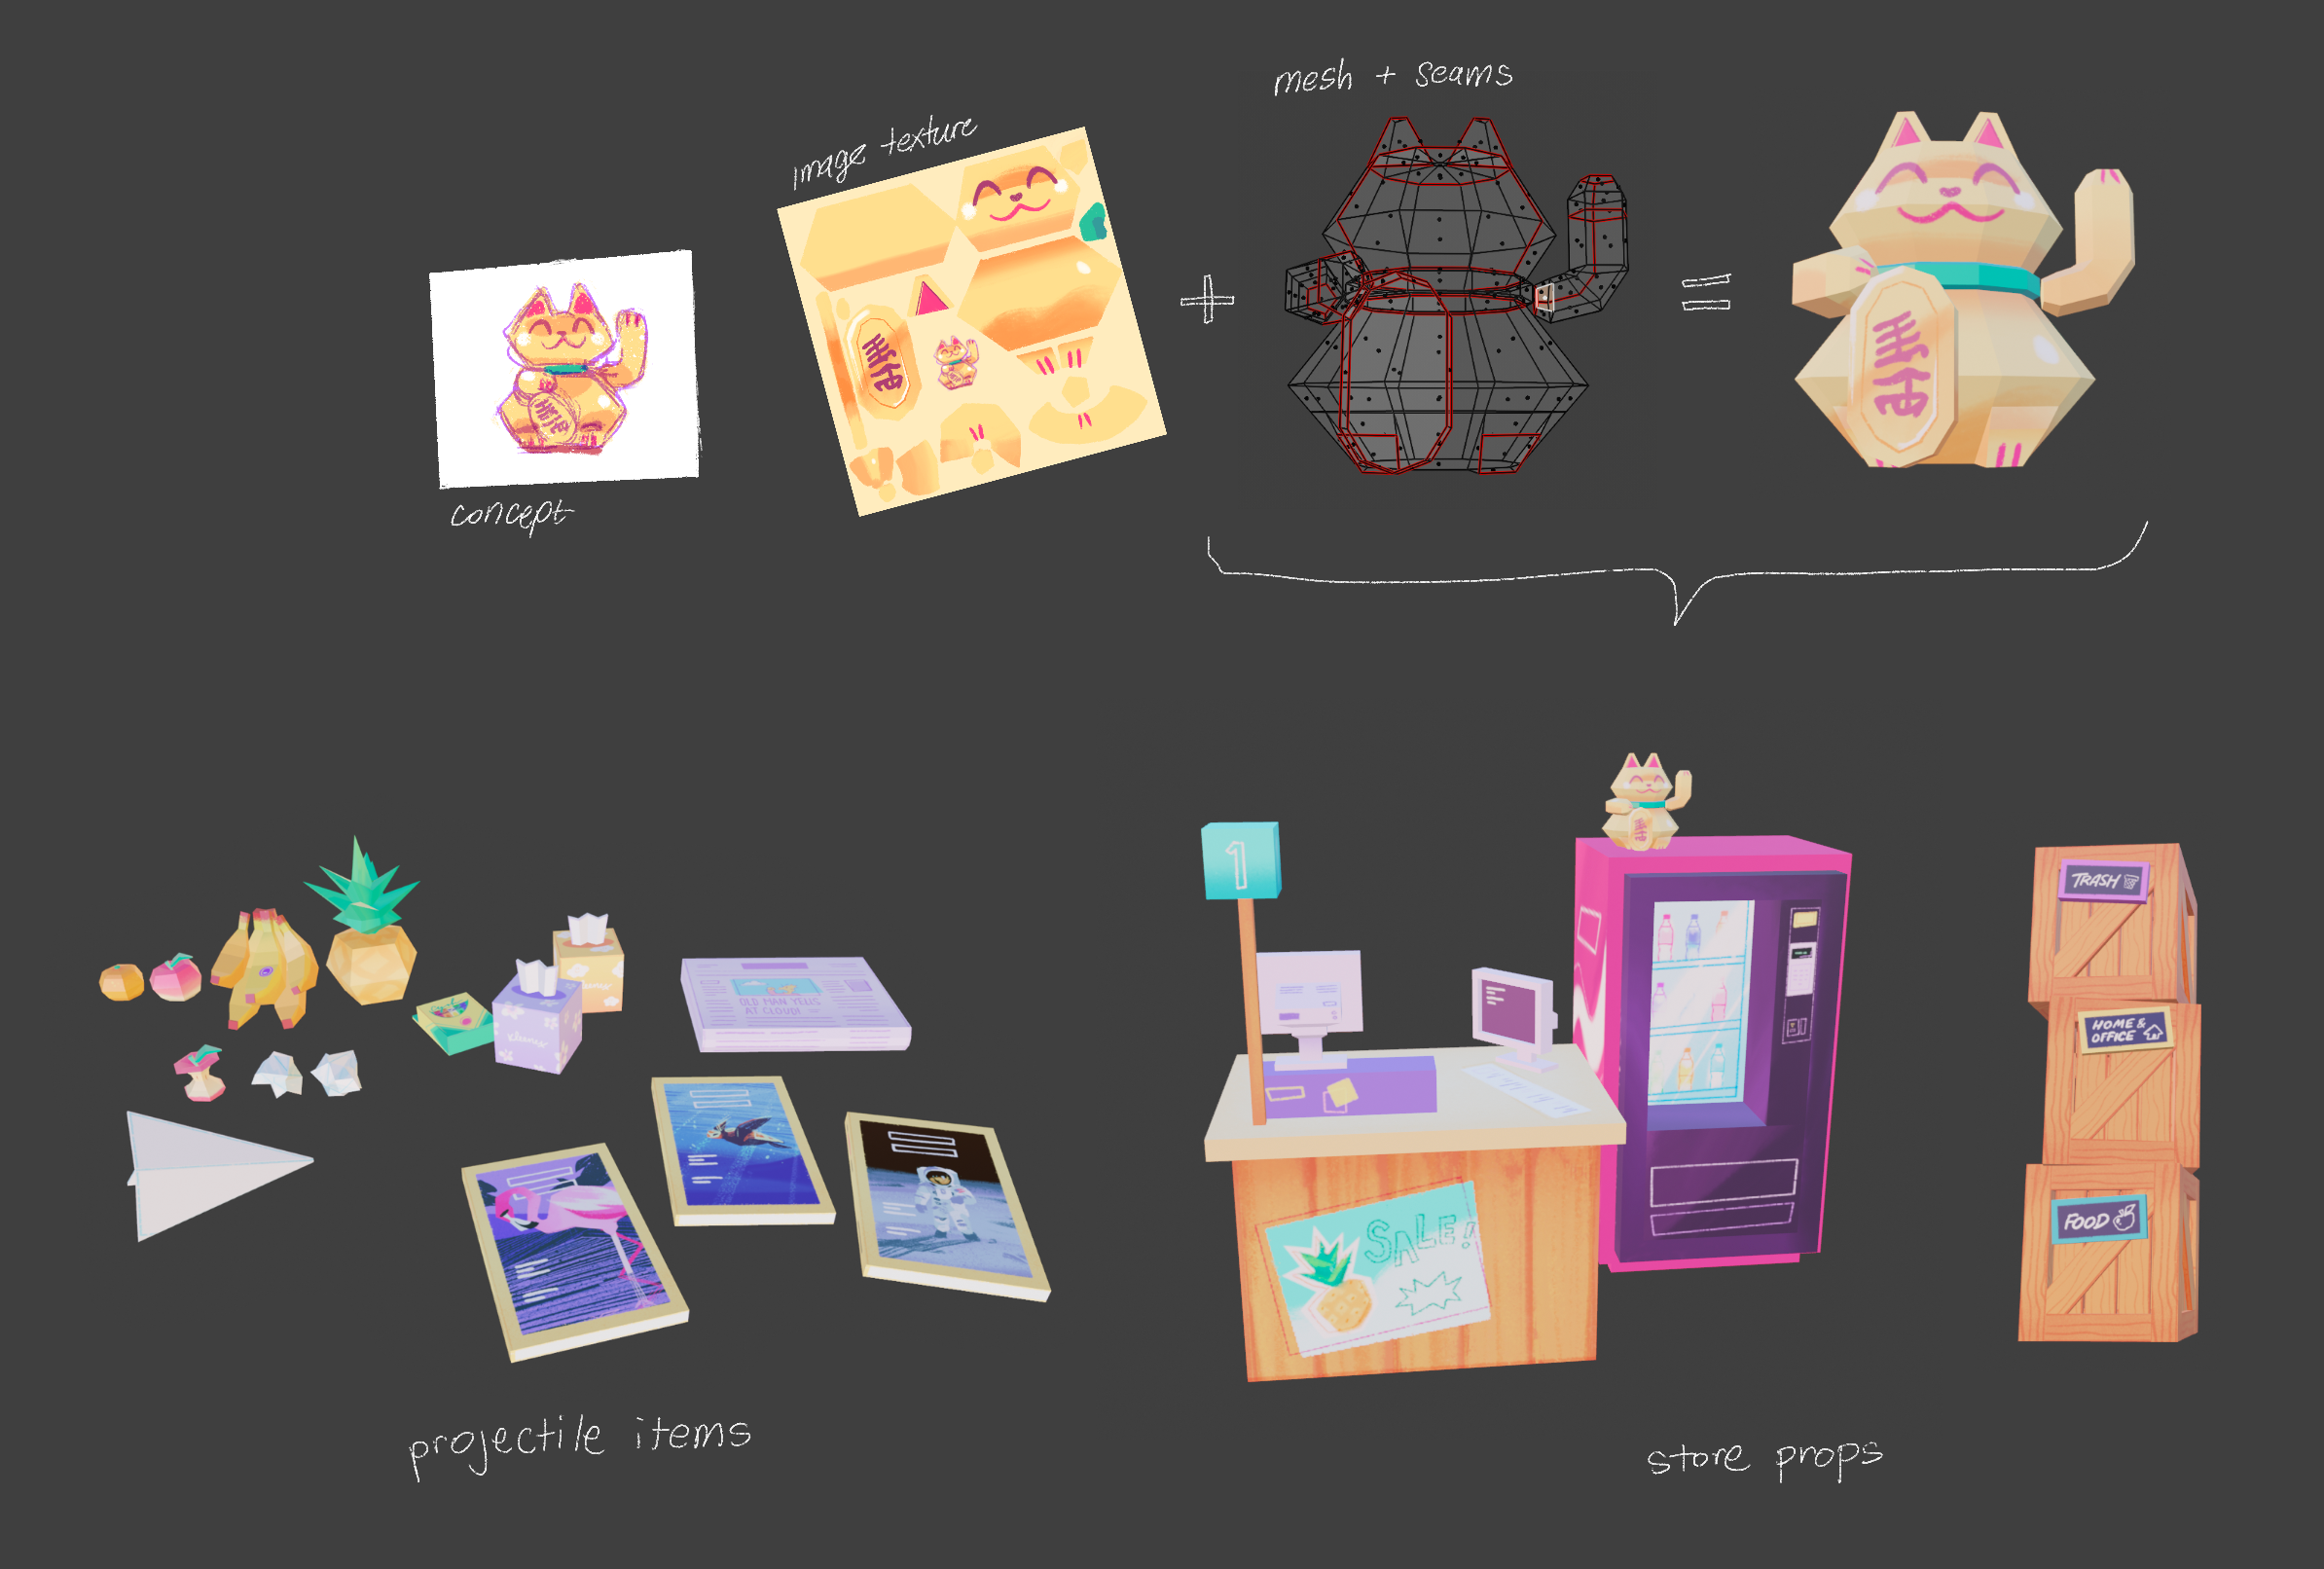 mesh + seams
image texture
concept
+
=
1
TRASH
HOME &
OFFICE
OLD MAN YELLS
AT CLOUD!
Kleenex
FOOD
SALE!
projectile items
store props